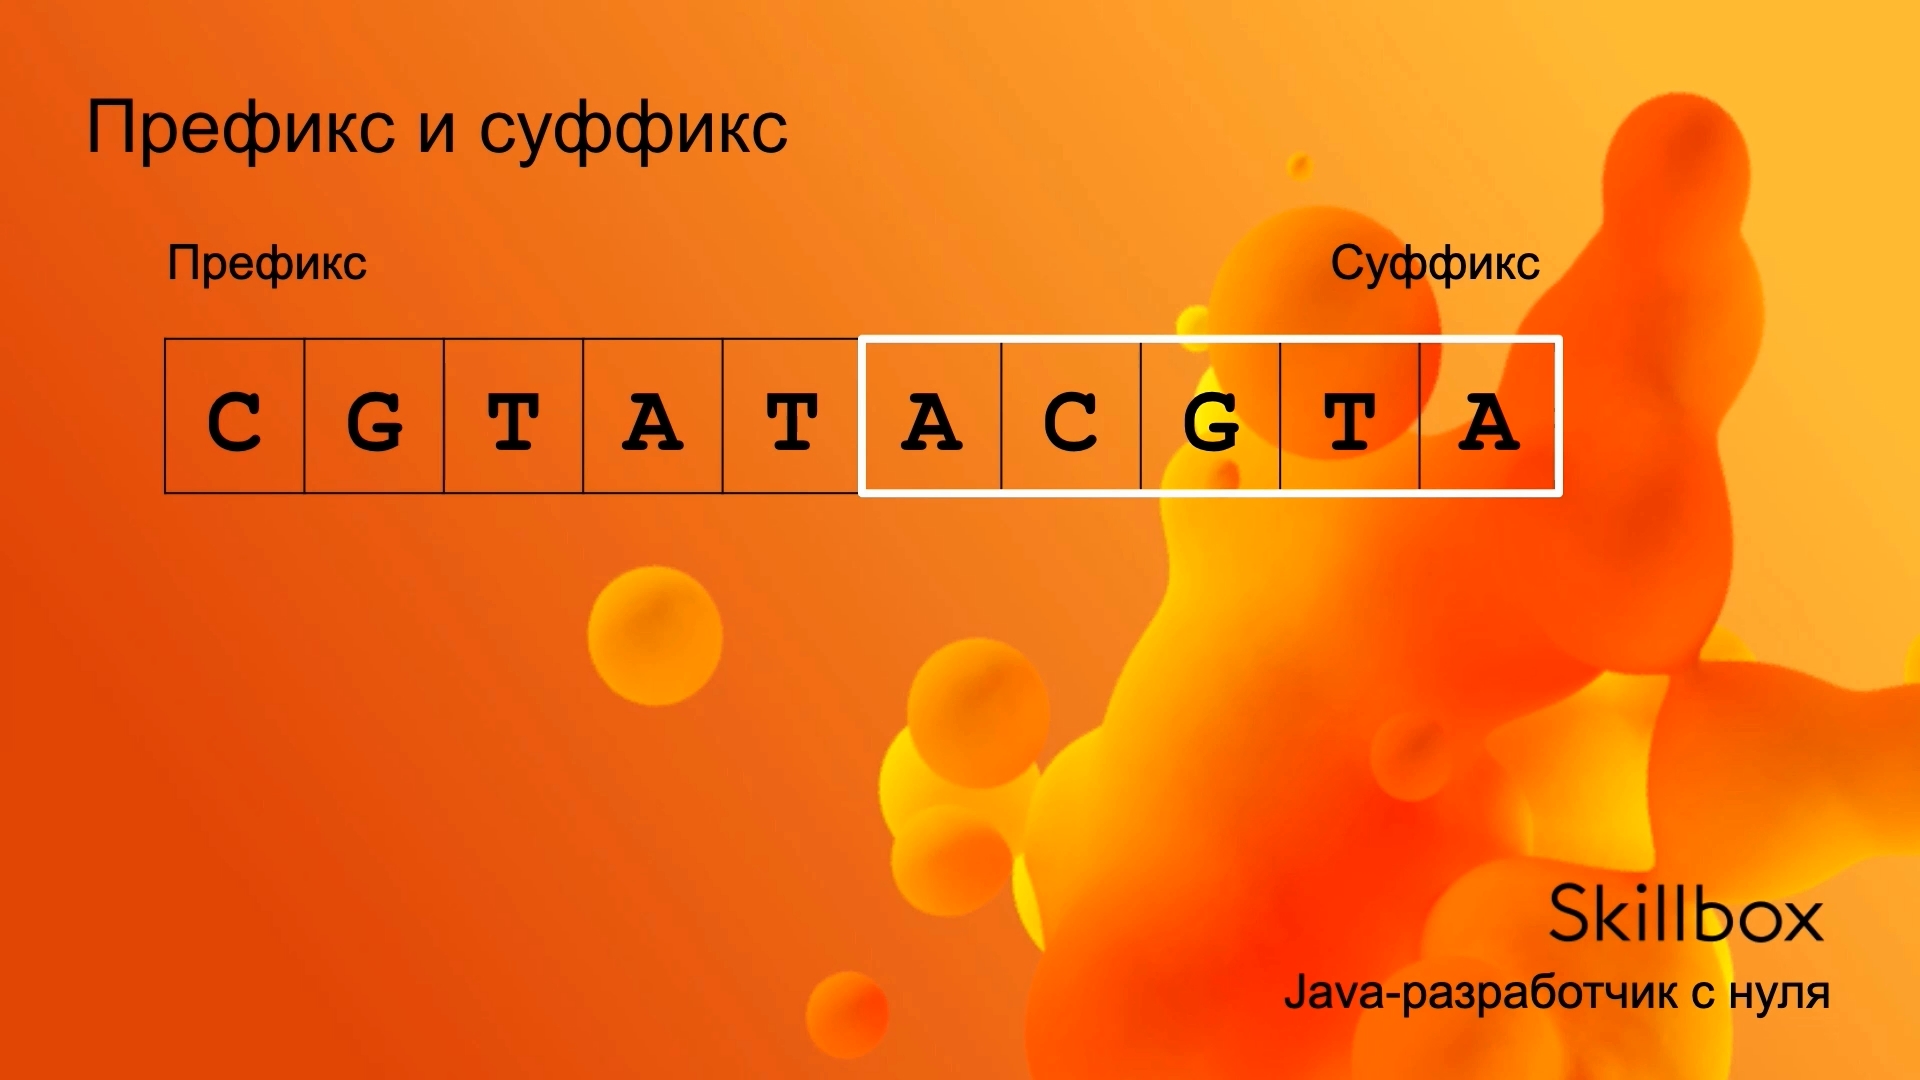 Префикс и суффикс
Префикс Суффикс
C G T A T A C G T A
Skillbox
Java-разработчик с нуля